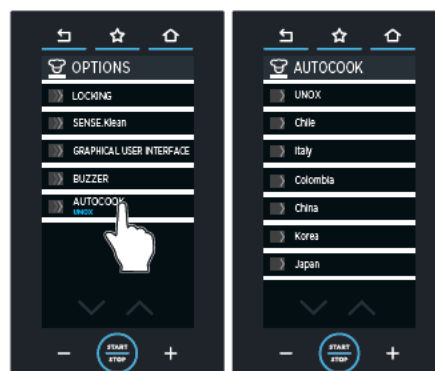 OPTIONS
LOCKING
SENSE.Klean
GRAPHICAL USER INTERFACE
BUZZER
AUTOCOOK
UNOX
START
STOP
AUTOCOOK
UNOX
Chile
Italy
Colombia
China
Korea
Japan
START
STOP